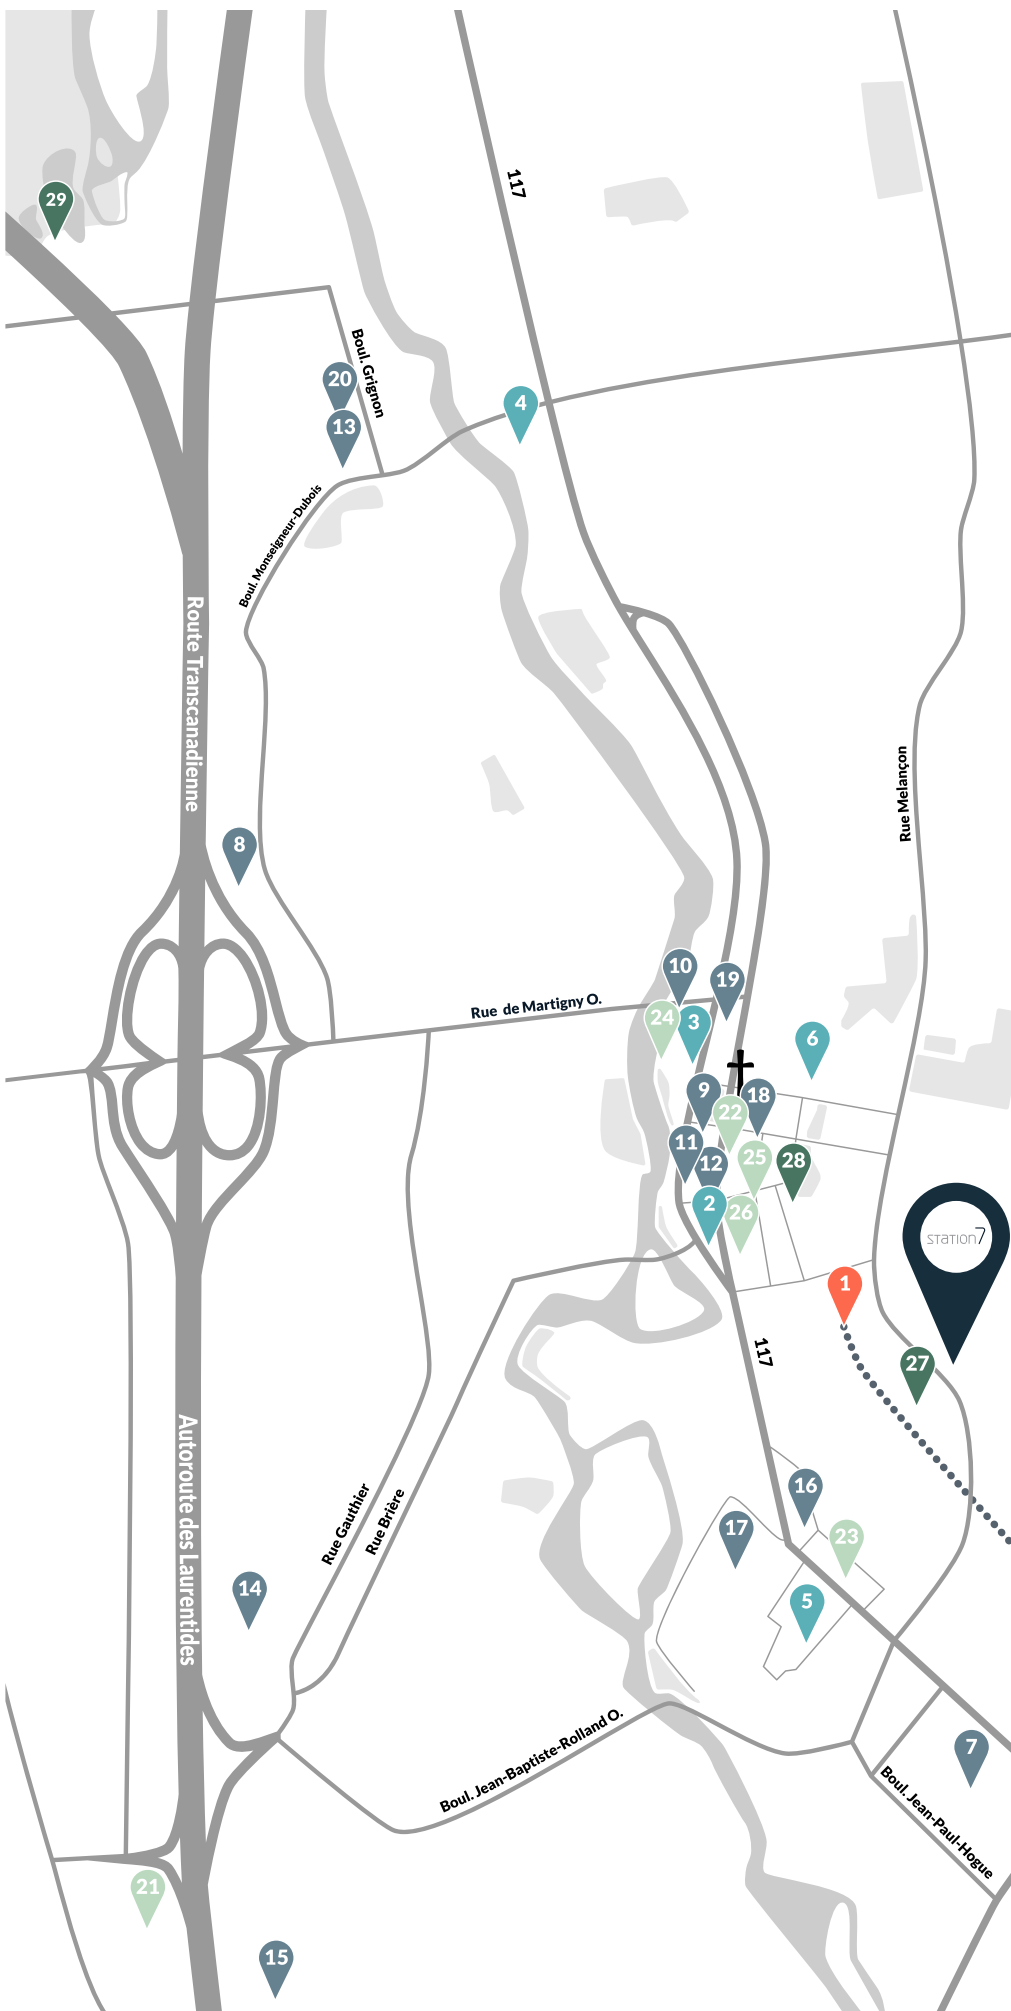 117
29
Boul. Grignon
20
4
13
Boul. Monseigneur-Dubois
Route Transcanadienne
Rue Melançon
8
10
19
Rue de Martigny O.
24
3
6
9
18
22
11
12
25
28
2
26
STATION7
1
117
27
Autoroute des Laurentides
Rue Gauthier
Rue Brière
16
17
23
14
5
Boul. Jean-Baptiste-Rolland O.
7
Boul. Jean-Paul-Hogue
21
15